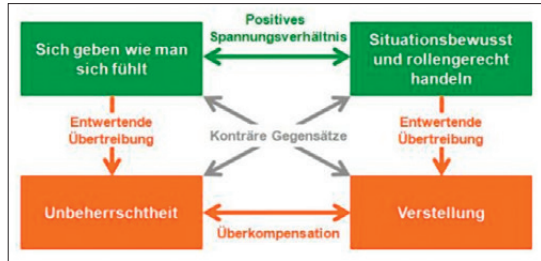 Positives
Spannungsverhältnis
Sich geben wie man
sich fühlt
Situationsbewusst
und rollengerecht
handeln
Entwertende
Übertreibung
Konträre Gegensätze
Entwertende
Übertreibung
Unbeherrschtheit
Verstellung
Überkompensation